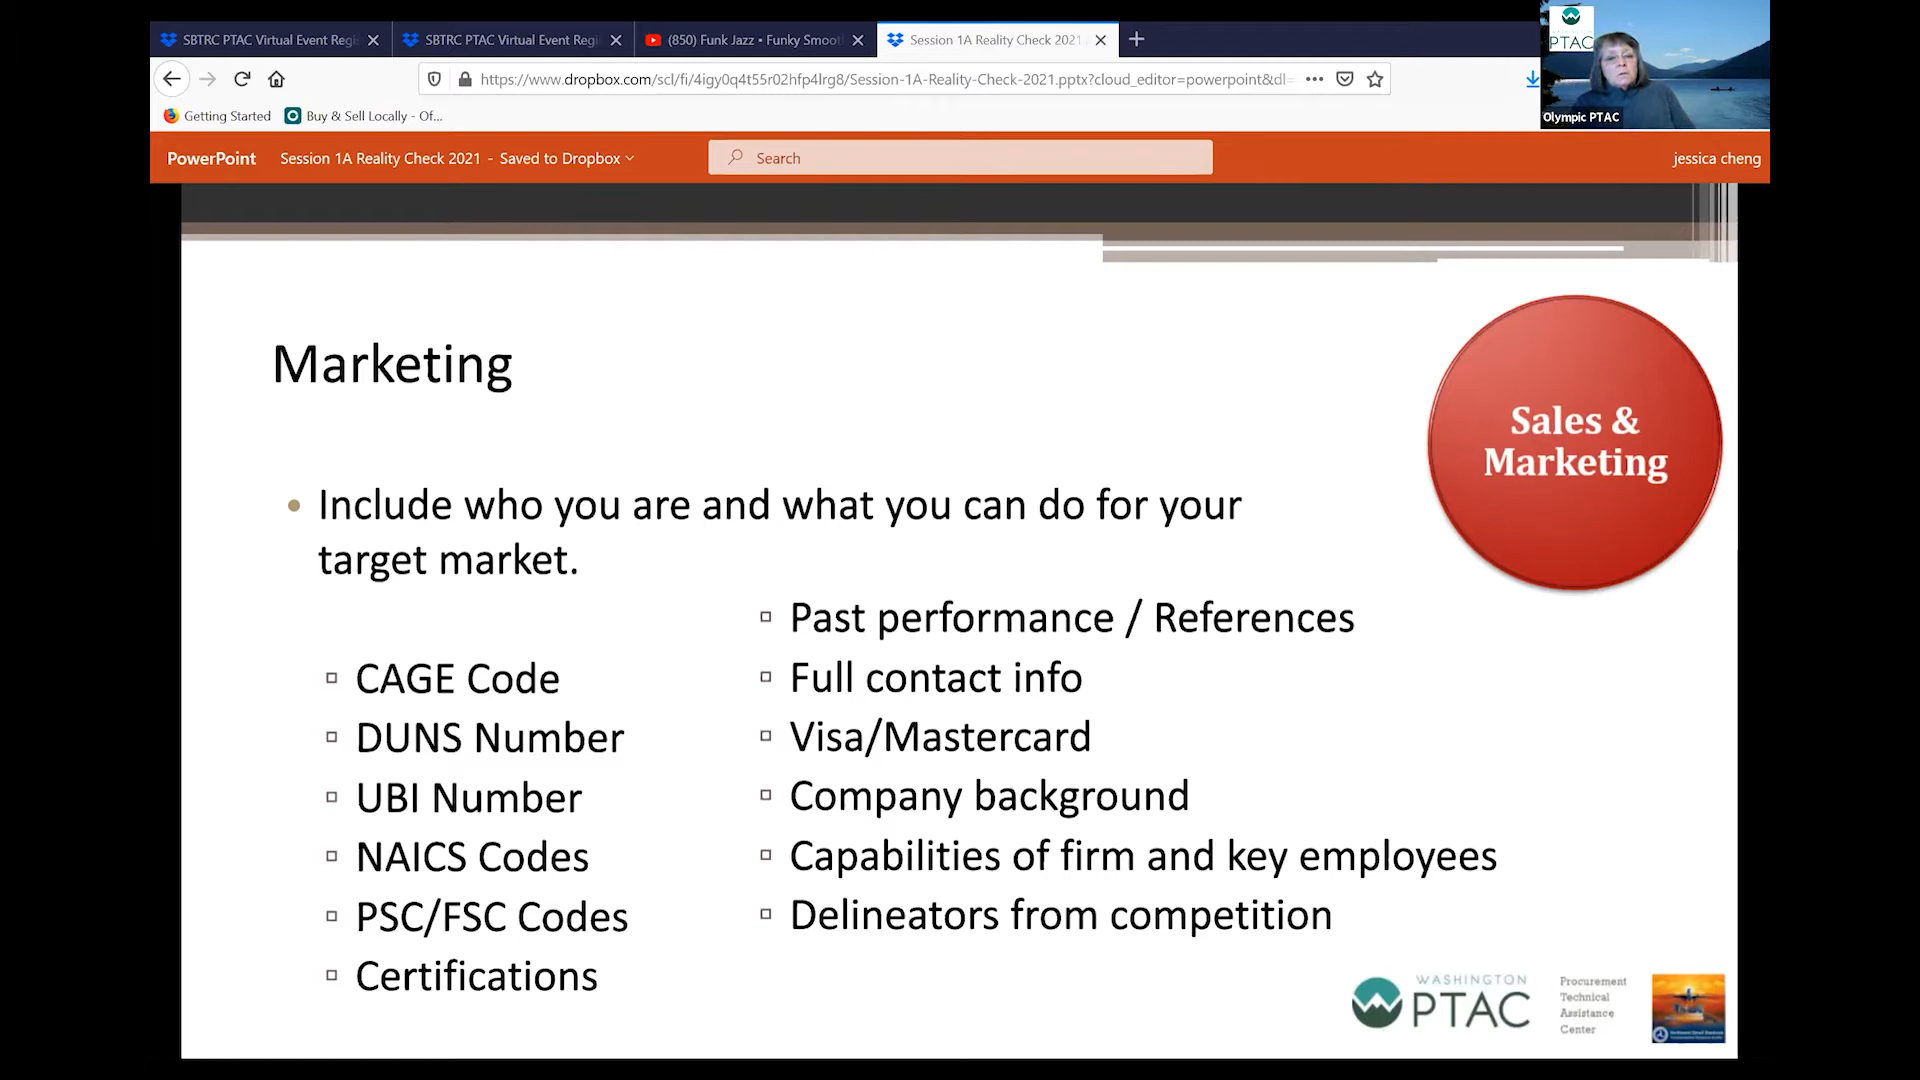 SBTRC PTAC Virtual Event Regis
SBTRC PTAC Virtual Event Regi
(850) Funk Jazz • Funky Smoot
Session 1A Reality Check 2021
PTAC
https://www.dropbox.com/scl/fi/4igy0q4t55r02hfp4lrg8/Session-1A-Reality-Check-2021.pptx?cloud_editor=powerpoint&dl=
Getting Started
Buy & Sell Locally - Of...
Olympic PTAC
PowerPoint
Session 1A Reality Check 2021 - Saved to Dropbox
Search
jessica cheng
Marketing
Sales &
Marketing
• Include who you are and what you can do for your
target market.
CAGE Code
DUNS Number
UBI Number
NAICS Codes
PSC/FSC Codes
Certifications
Past performance / References
Full contact info
Visa/Mastercard
Company background
Capabilities of firm and key employees
Delineators from competition
WASHINGTON
PTAC
Procurement
Technical
Assistance
Center